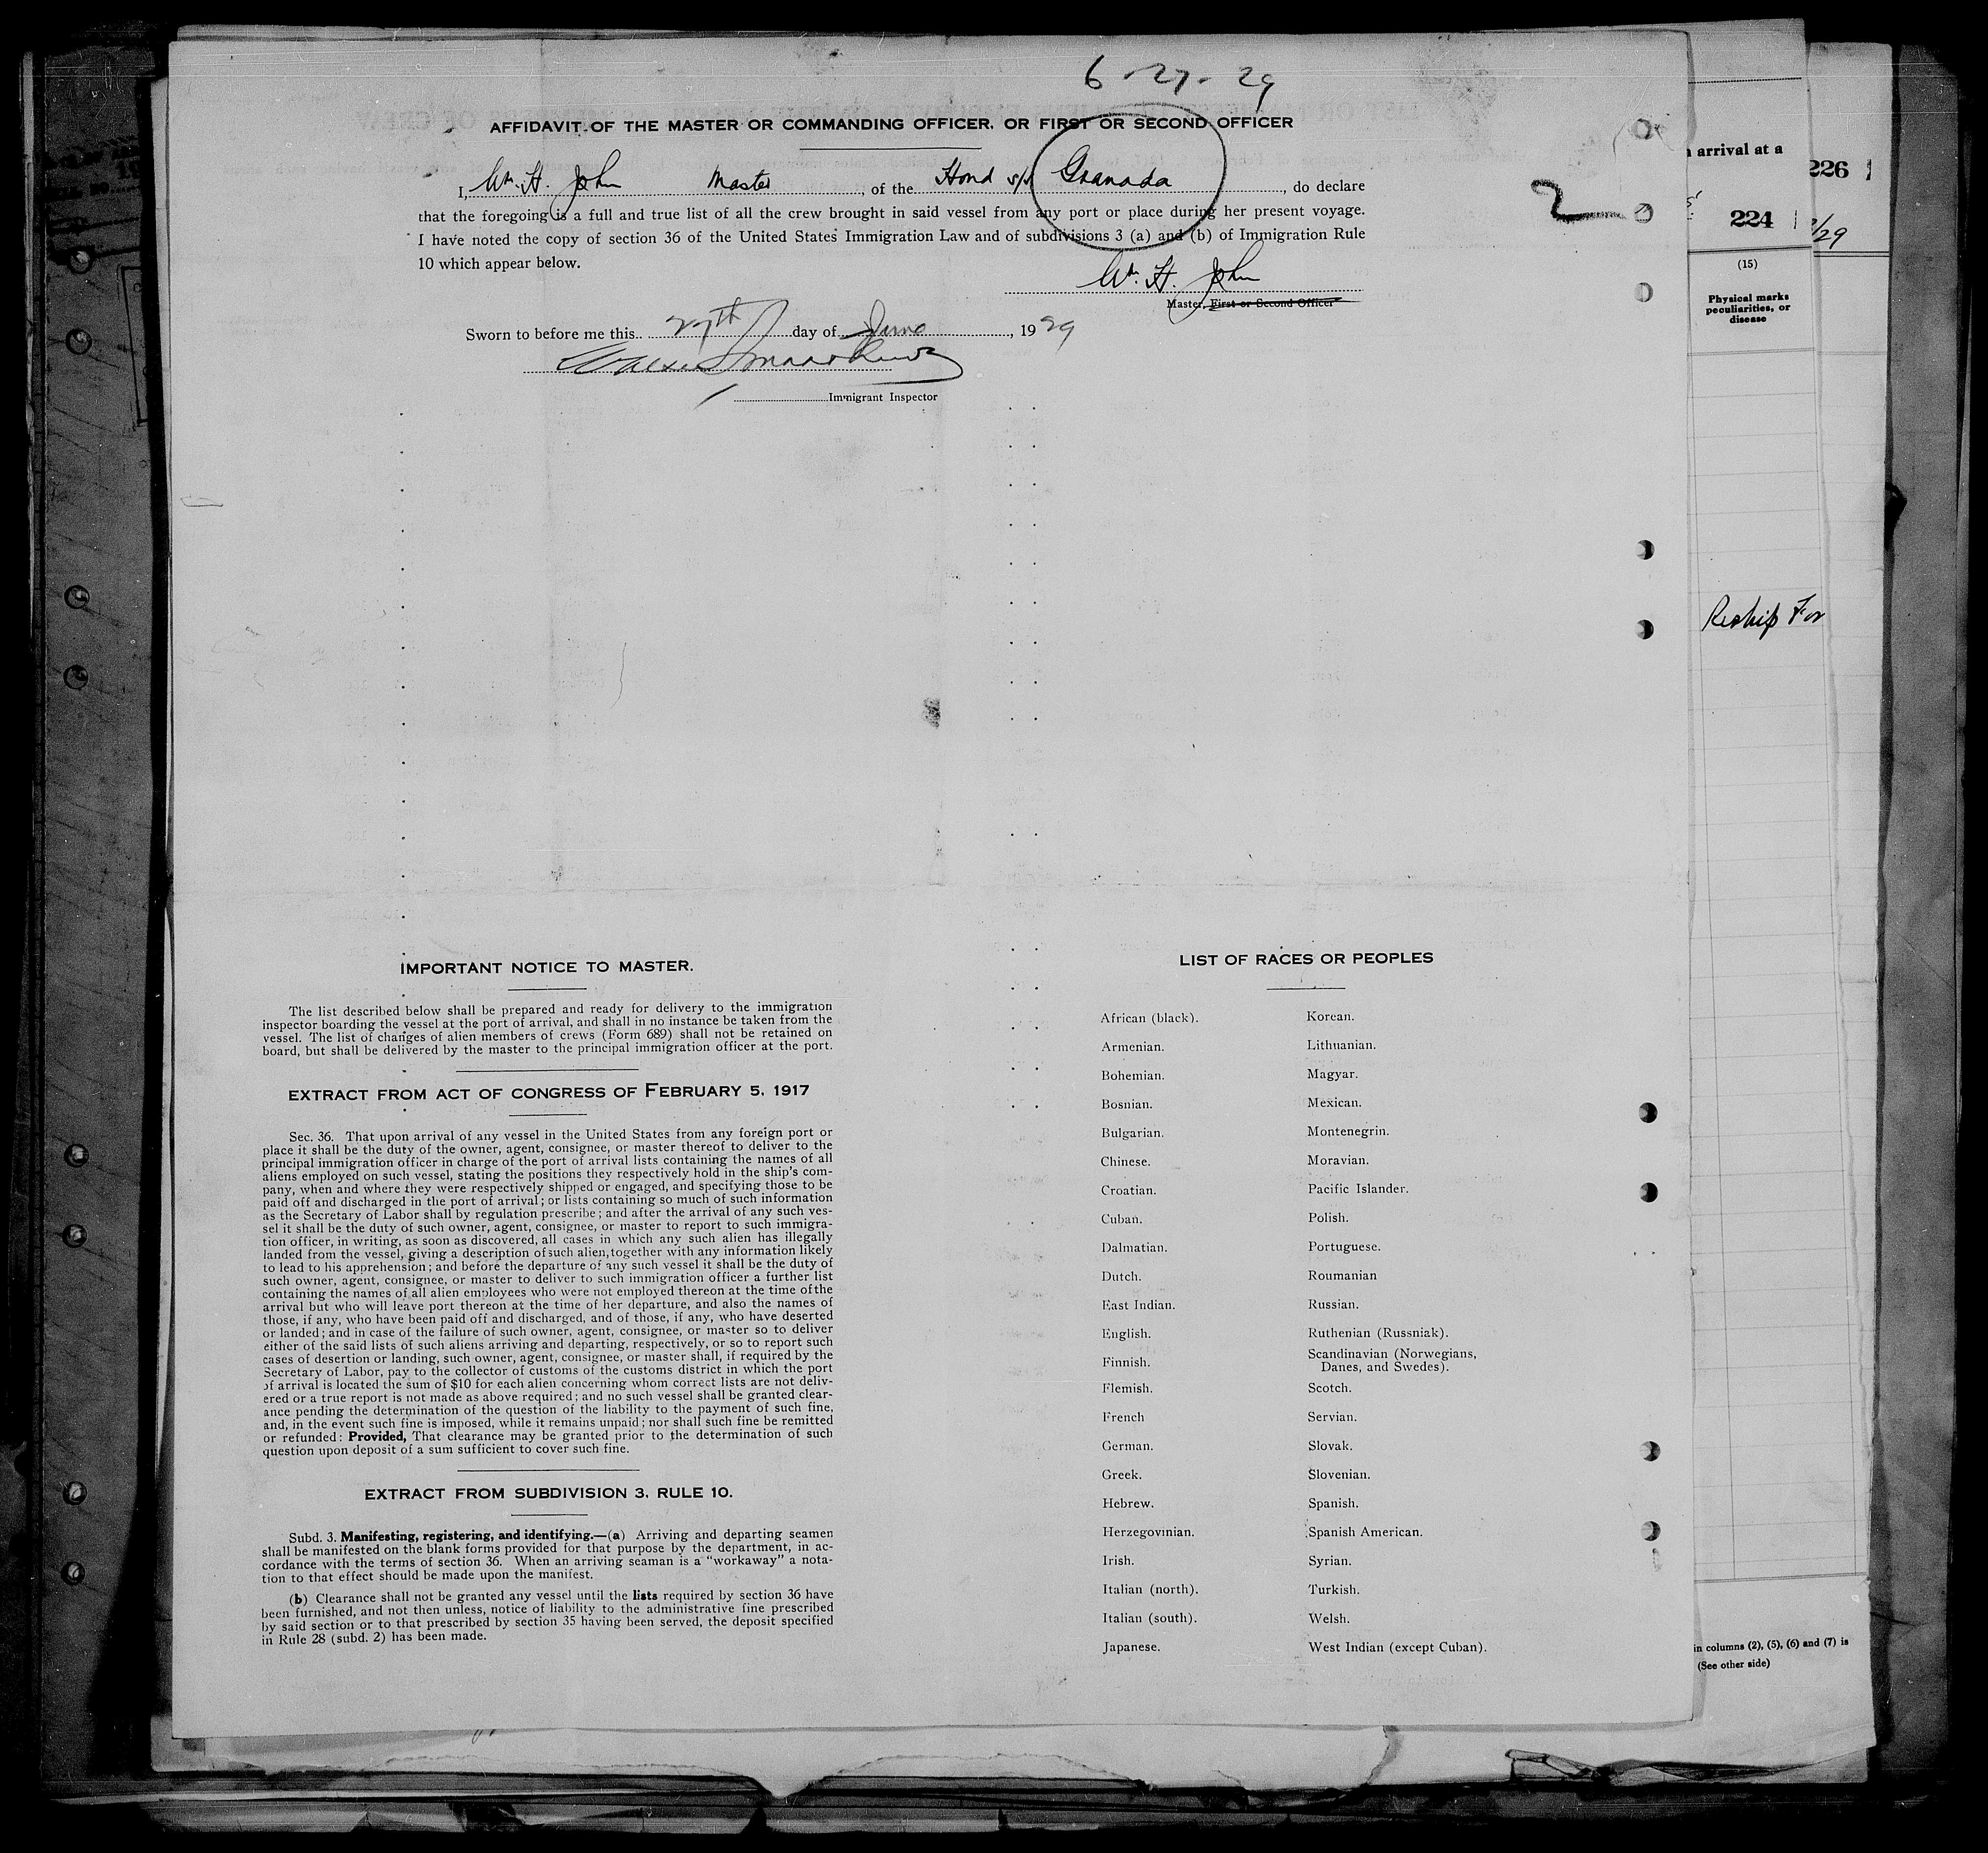 6-27-29
AFFIDAVIT OF THE MASTER OR COMMANDING OFFICER, OR FIRST OR SECOND OFFICER
I, Wm. H. John Master, of the Hond s/s Granada, do declare
that the foregoing is a full and true list of all the crew brought in said vessel from any port or place during her present voyage.
I have noted the copy of section 36 of the United States Immigration Law and of subdivisions 3 (a) and (b) of Immigration Rule
10 which appear below.
Wm. H. John
Master, First or Second Officer
Sworn to before me this 27th day of June, 1929
Immigrant Inspector
2
n arrival at a
224
226
/29
(15)
Physical marks
peculiarities, or
disease
Reship For
IMPORTANT NOTICE TO MASTER.
The list described below shall be prepared and ready for delivery to the immigration
inspector boarding the vessel at the port of arrival, and shall in no instance be taken from the
vessel. The list of changes of alien members of crews (Form 689) shall not be retained on
board, but shall be delivered by the master to the principal immigration officer at the port.
EXTRACT FROM ACT OF CONGRESS OF FEBRUARY 5, 1917
Sec. 36. That upon arrival of any vessel in the United States from any foreign port or
place it shall be the duty of the owner, agent, consignee, or master thereof to deliver to the
principal immigration officer in charge of the port of arrival lists containing the names of all
aliens employed on such vessel, stating the positions they respectively hold in the ship's com-
pany, when and where they were respectively shipped or engaged, and specifying those to be
paid off and discharged in the port of arrival; or lists containing so much of such information
as the Secretary of Labor shall by regulation prescribe; and after the arrival of any such ves-
sel it shall be the duty of such owner, agent, consignee, or master to report to such immigra-
tion officer, in writing, as soon as discovered, all cases in which any such alien has illegally
landed from the vessel, giving a description of such alien, together with any information likely
to lead to his apprehension; and before the departure of any such vessel it shall be the duty of
such owner, agent, consignee, or master to deliver to such immigration officer a further list
containing the names of all alien employees who were not employed thereon at the time of the
arrival but who will leave port thereon at the time of her departure, and also the names of
those, if any, who have been paid off and discharged, and of those, if any, who have deserted
or landed; and in case of the failure of such owner, agent, consignee, or master so to deliver
either of the said lists of such aliens arriving and departing, respectively, or so to report such
cases of desertion or landing, such owner, agent, consignee, or master shall, if required by the
Secretary of Labor, pay to the collector of customs of the customs district in which the port
of arrival is located the sum of $10 for each alien concerning whom correct lists are not deliv-
ered or a true report is not made as above required; and no such vessel shall be granted clear-
ance pending the determination of the question of the liability to the payment of such fine,
and, in the event such fine is imposed, while it remains unpaid; nor shall such fine be remitted
or refunded: Provided, That clearance may be granted prior to the determination of such
question upon deposit of a sum sufficient to cover such fine.
EXTRACT FROM SUBDIVISION 3, RULE 10.
Subd. 3. Manifesting, registering, and identifying.—(a) Arriving and departing seamen
shall be manifested on the blank forms provided for that purpose by the department, in ac-
cordance with the terms of section 36. When an arriving seaman is a "workaway" a nota-
tion to that effect should be made upon the manifest.
(b) Clearance shall not be granted any vessel until the lists required by section 36 have
been furnished, and not then unless, notice of liability to the administrative fine prescribed
by said section or to that prescribed by section 35 having been served, the deposit specified
in Rule 28 (subd. 2) has been made.
LIST OF RACES OR PEOPLES
African (black). Korean.
Armenian. Lithuanian.
Bohemian. Magyar.
Bosnian. Mexican.
Bulgarian. Montenegrin.
Chinese. Moravian.
Croatian. Pacific Islander.
Cuban. Polish.
Dalmatian. Portuguese.
Dutch. Roumanian
East Indian. Russian.
English. Ruthenian (Russniak).
Finnish. Scandinavian (Norwegians,
Danes, and Swedes).
Flemish. Scotch.
French Servian.
German. Slovak.
Greek. Slovenian.
Hebrew. Spanish.
Herzegovinian. Spanish American.
Irish. Syrian.
Italian (north). Turkish.
Italian (south). Welsh.
Japanese. West Indian (except Cuban).
in columns (2), (5), (6) and (7) is
(See other side)